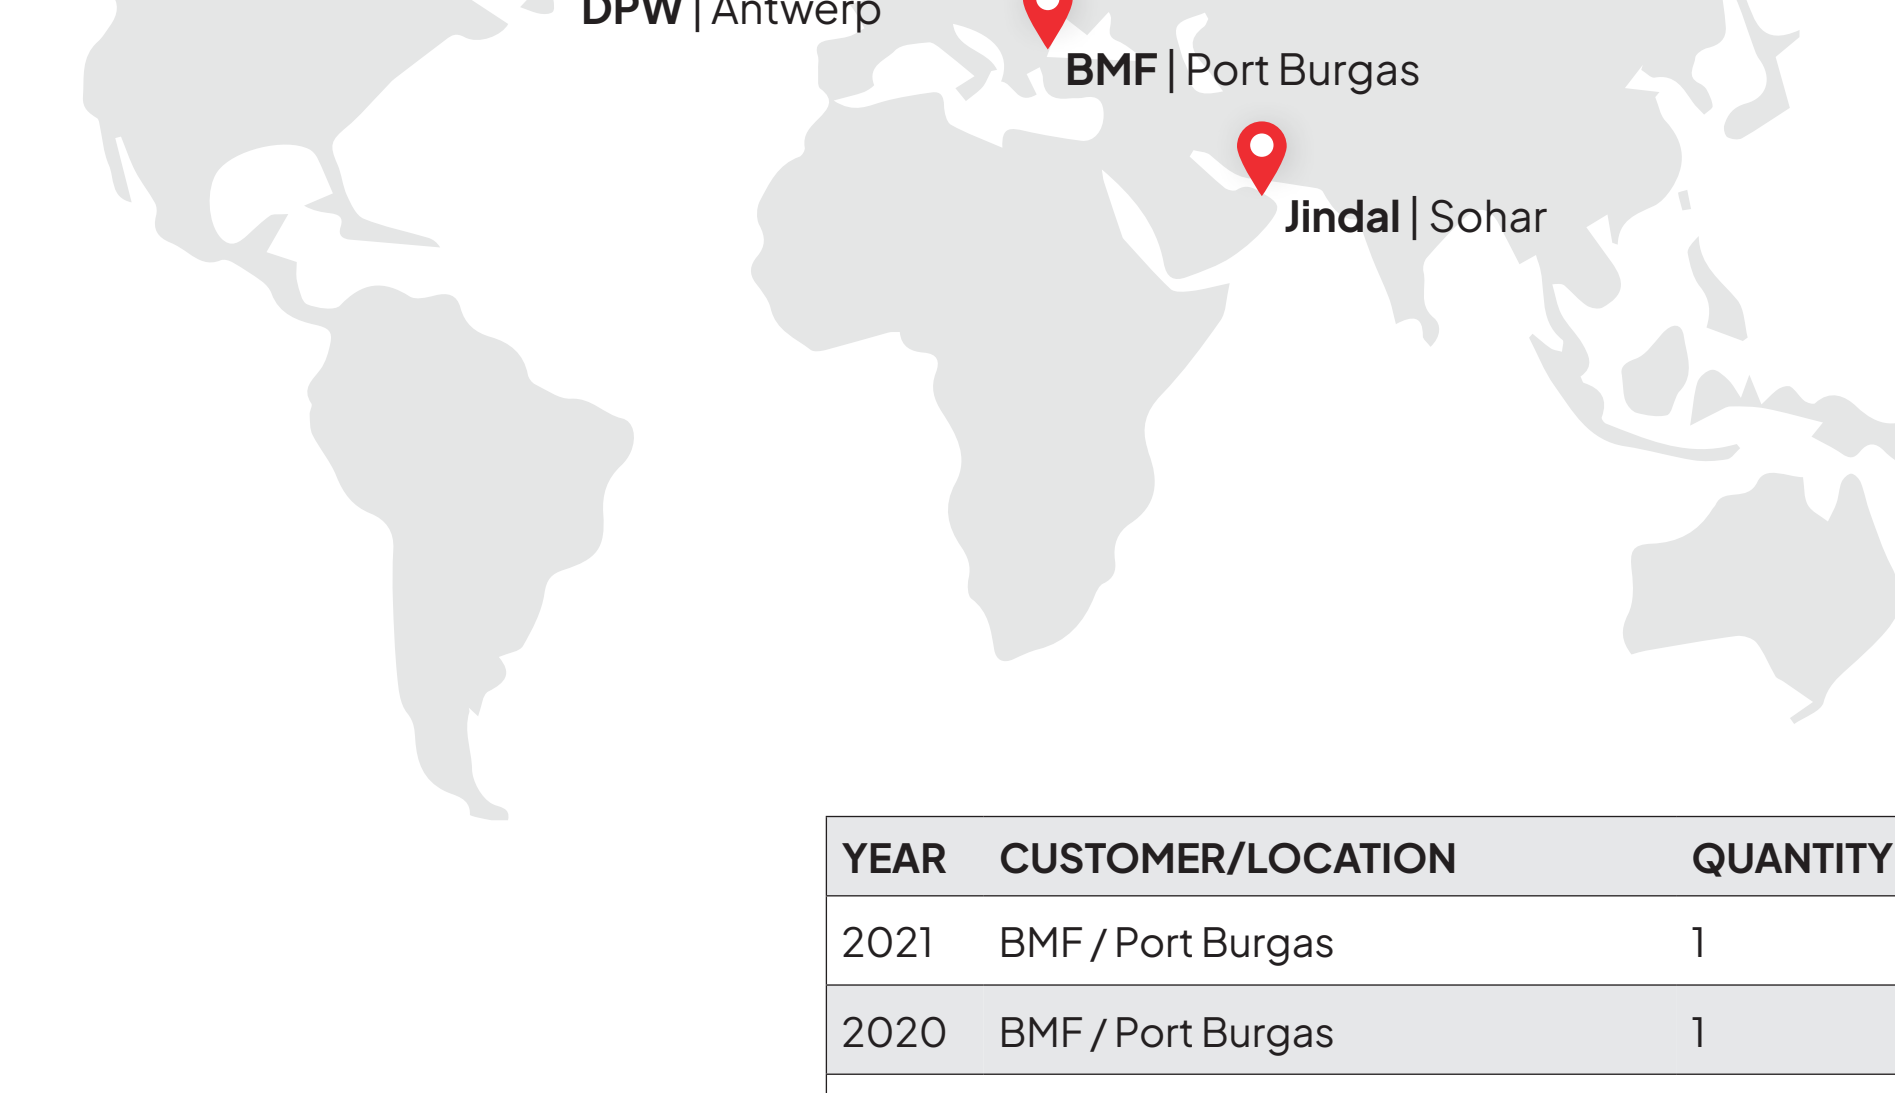 DPW | Antwerp
BMF | Port Burgas
Jindal | Sohar
YEAR CUSTOMER/LOCATION QUANTITY
2021 BMF / Port Burgas 1
2020 BMF / Port Burgas 1